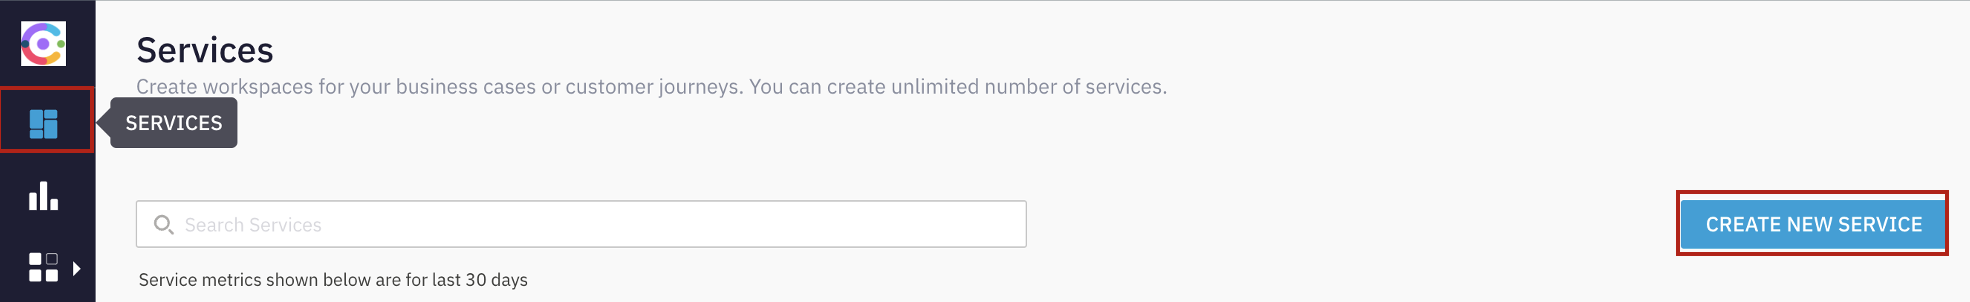 Services
Create workspaces for your business cases or customer journeys. You can create unlimited number of services.
SERVICES
Search Services
CREATE NEW SERVICE
Service metrics shown below are for last 30 days